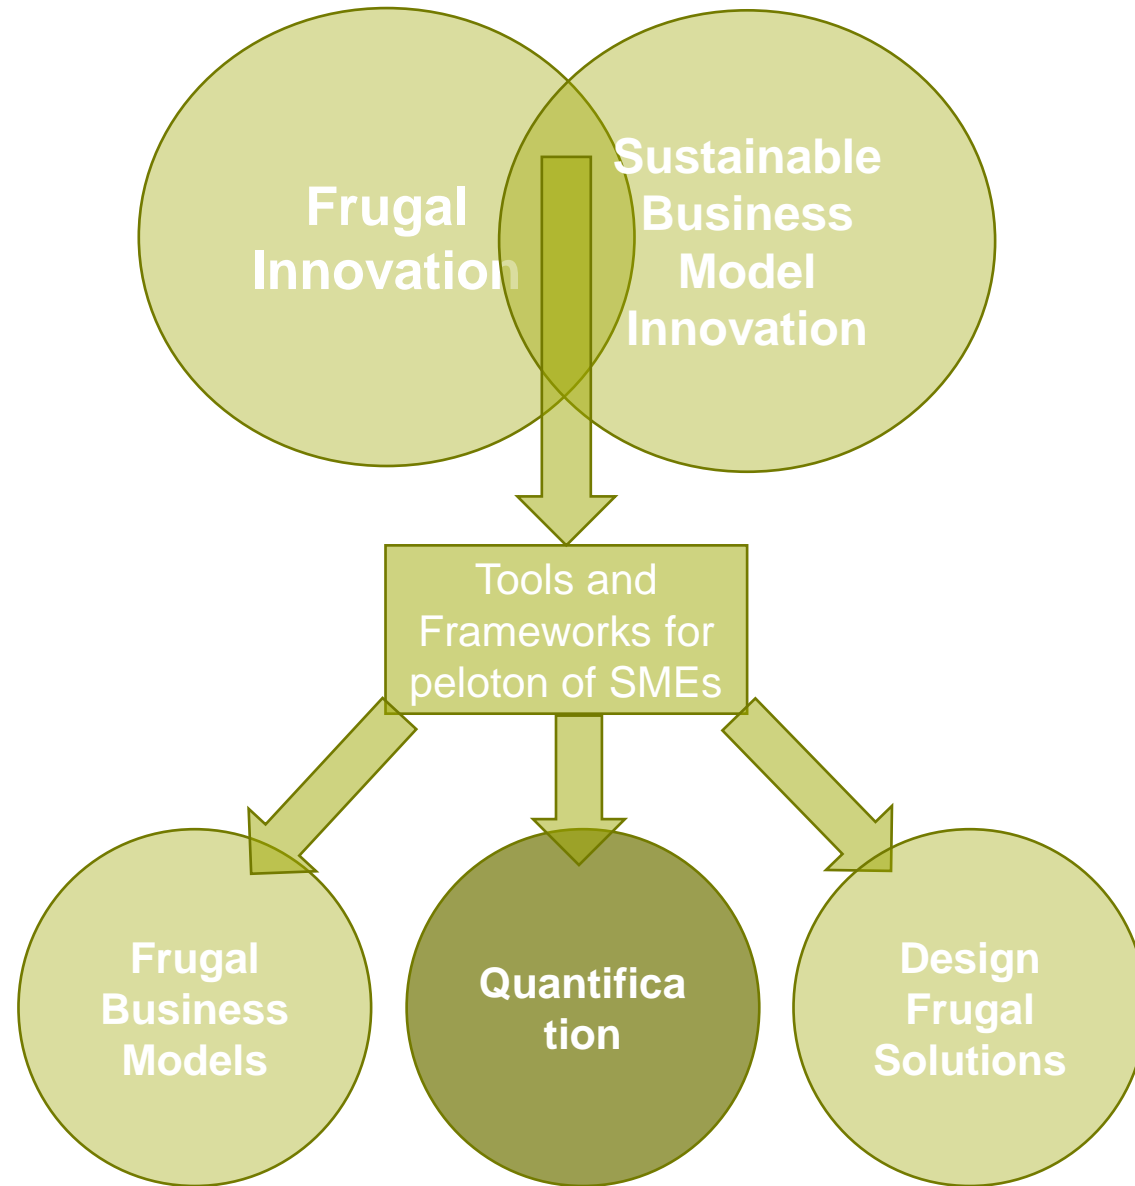 Frugal
Innovation
Sustainable
Business
Model
Innovation
Tools and
Frameworks for
peloton of SMEs
Frugal
Business
Models
Quantifica
tion
Design
Frugal
Solutions